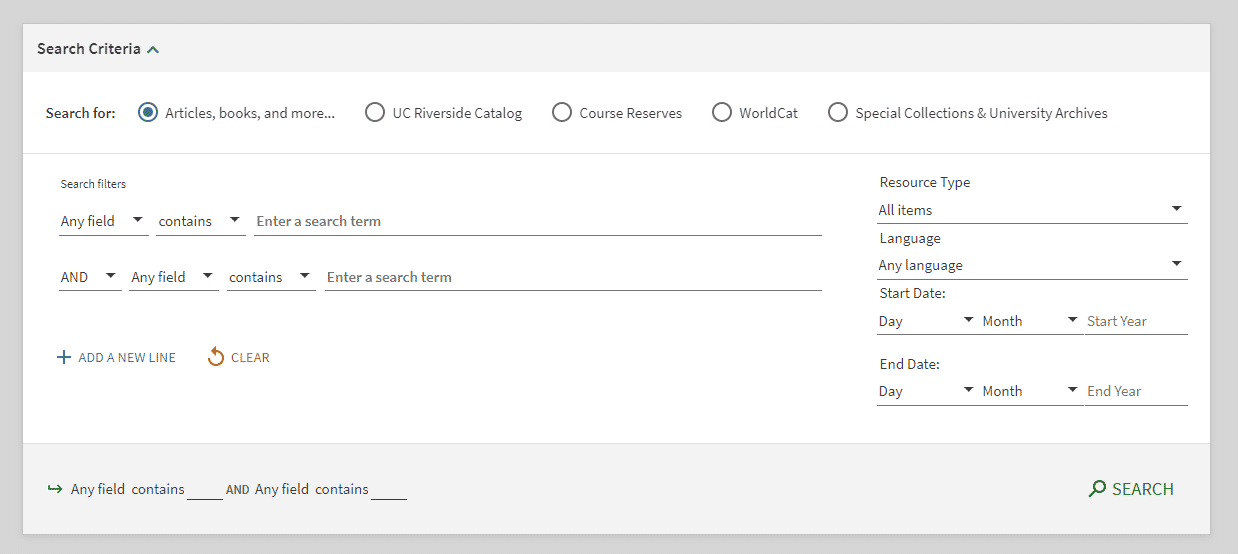 Search Criteria
Search for: Articles, books, and more... UC Riverside Catalog Course Reserves WorldCat Special Collections & University Archives
Search filters
Any field contains Enter a search term
AND Any field contains Enter a search term
ADD A NEW LINE CLEAR
Resource Type
All items
Language
Any language
Start Date:
Day Month Start Year
End Date:
Day Month End Year
Any field contains AND Any field contains
SEARCH